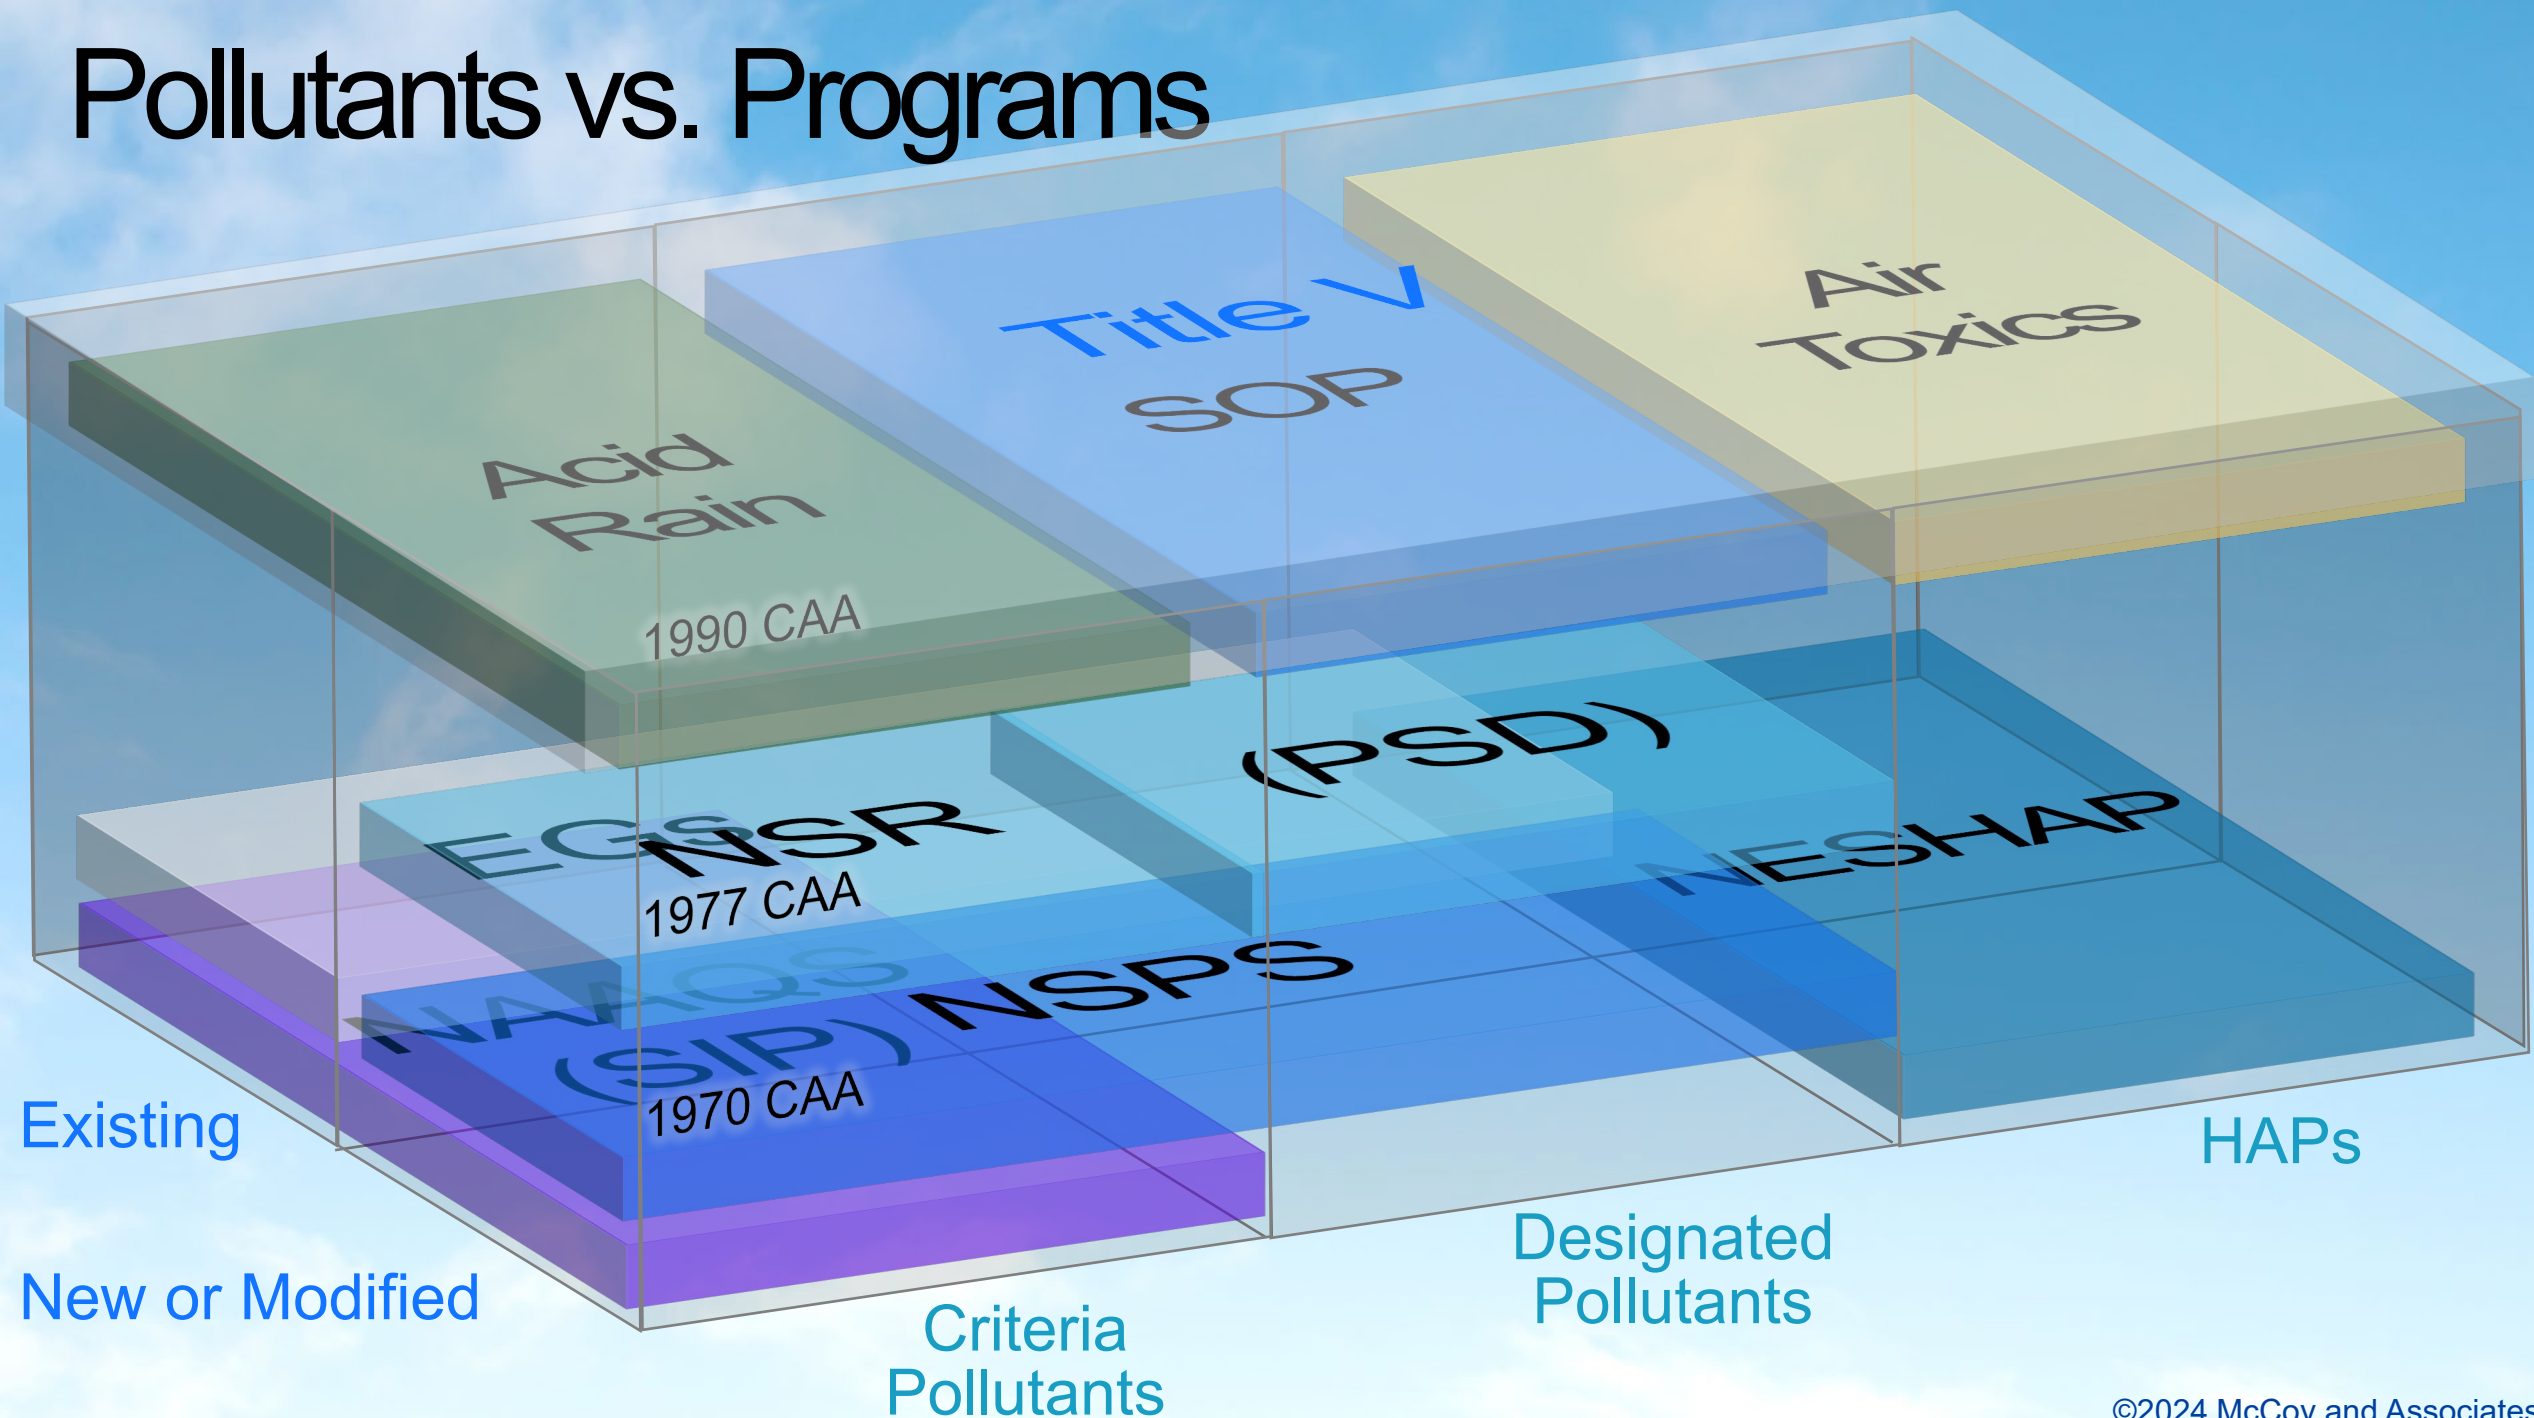 Pollutants vs. Programs
Title V
SOP
Air
Toxics
Acid
Rain
1990 CAA
(PSD)
EGs
NSR
1977 CAA
NESHAP
NAAQS
(SIP)
NSPS
1970 CAA
Existing
New or Modified
Criteria
Pollutants
Designated
Pollutants
HAPs
©2024 McCoy and Associates